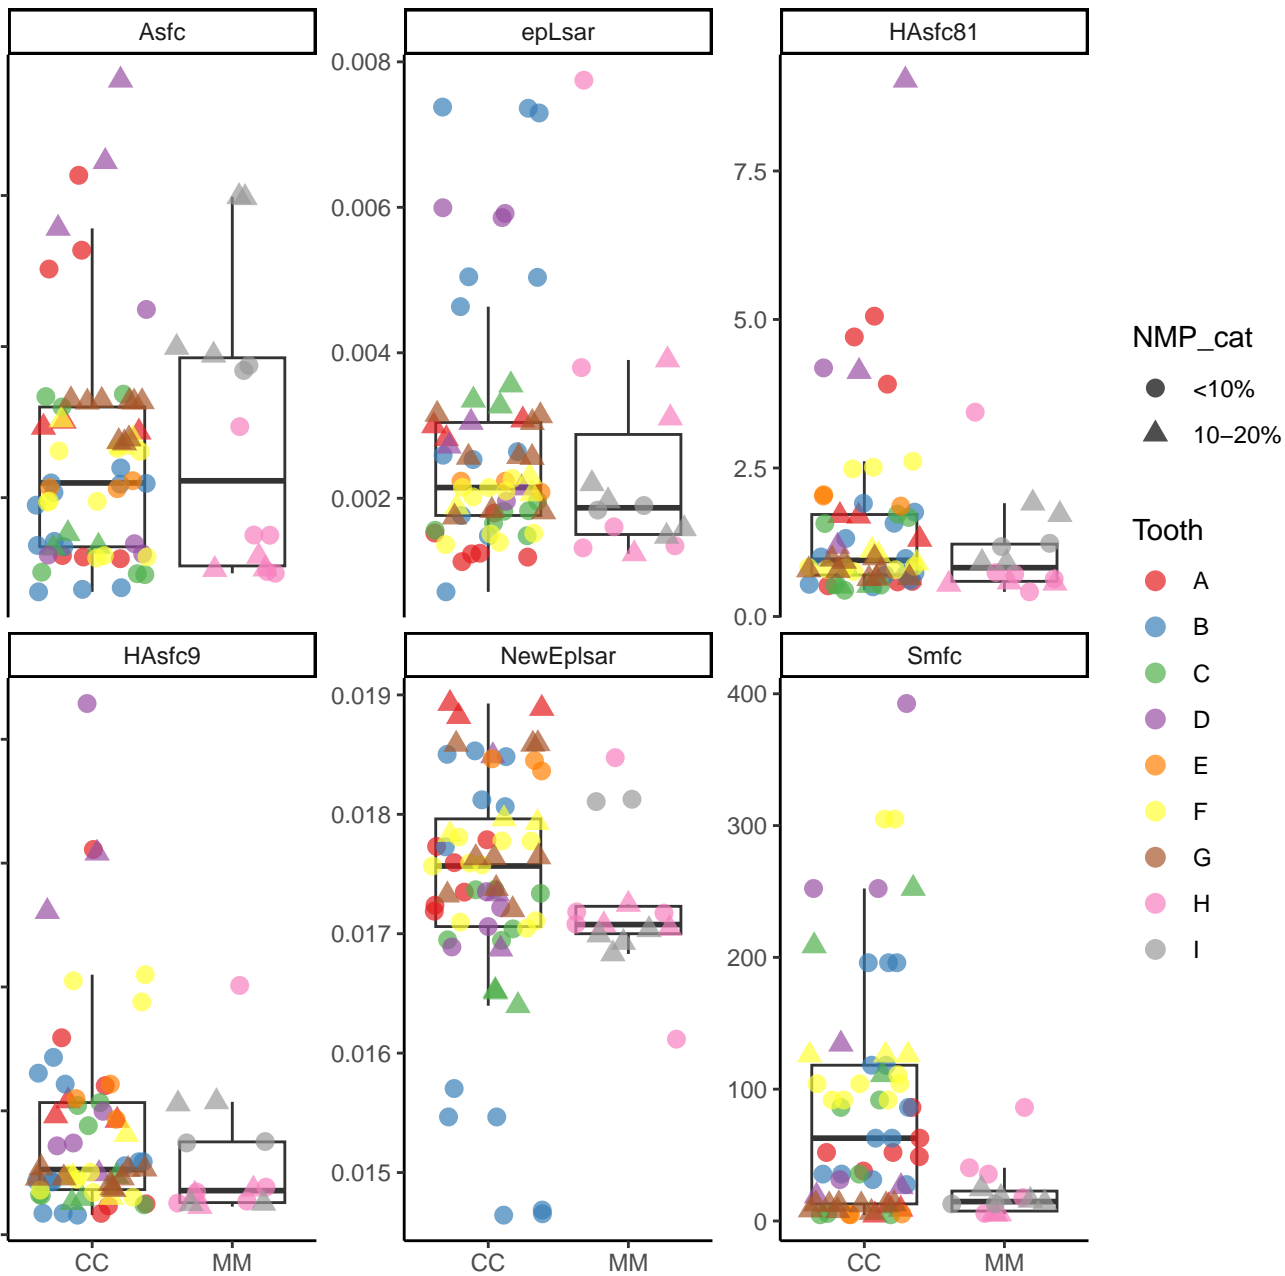 Asfc
epLsar
HAsfc81
0.008
0.006
0.004
0.002
7.5
5.0
2.5
0.0
HAsfc9
NewEplsar
Smfc
0.019
0.018
0.017
0.016
0.015
400
300
200
100
0
CC
MM
CC
MM
CC
MM
NMP_cat
<10%
10−20%
Tooth
A
B
C
D
E
F
G
H
I